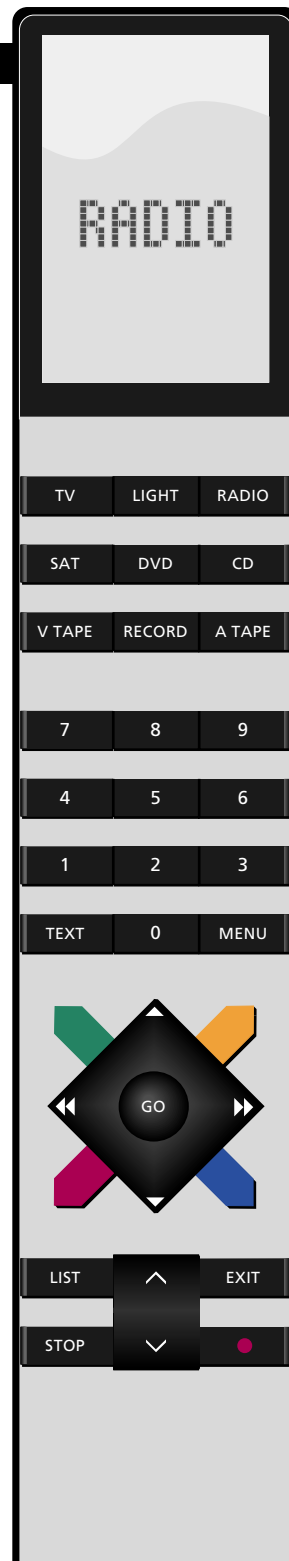 RADIO
TV LIGHT RADIO
SAT DVD CD
V TAPE RECORD A TAPE
7 8 9
4 5 6
1 2 3
TEXT 0 MENU
GO
LIST EXIT
STOP